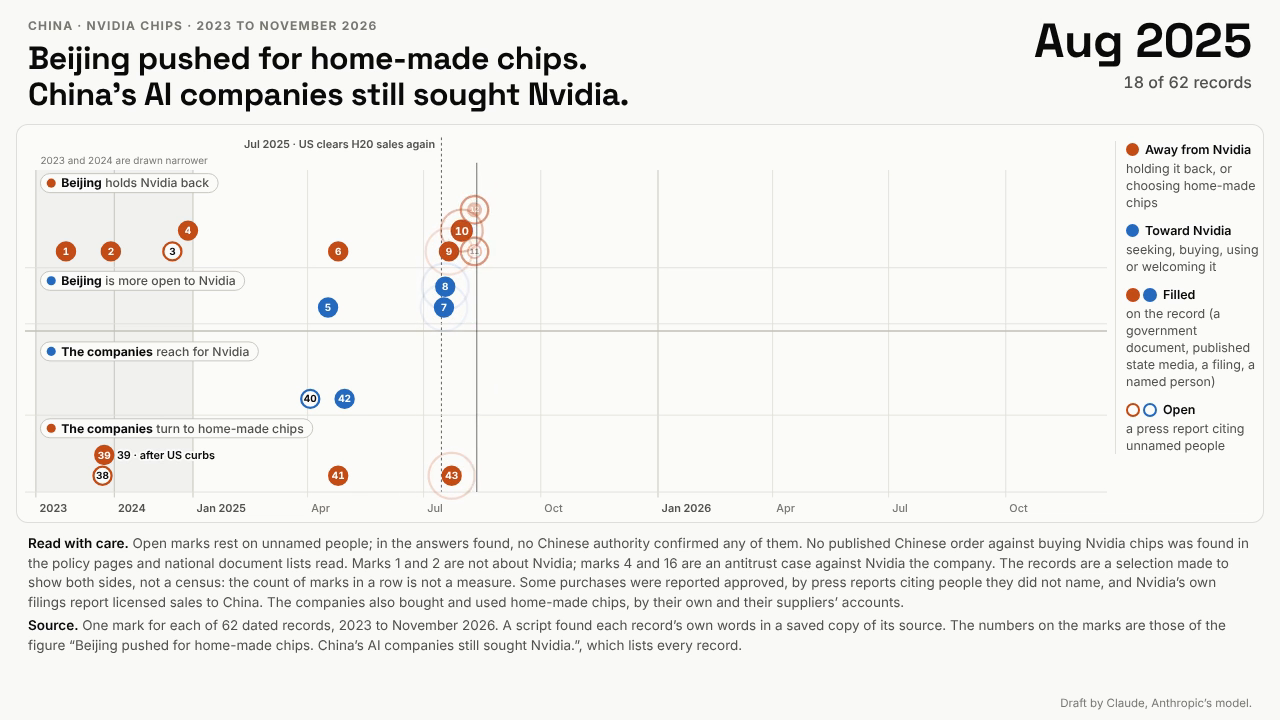 CHINA · NVIDIA CHIPS · 2023 TO NOVEMBER 2026
Beijing pushed for home-made chips.
China's AI companies still sought Nvidia.
Aug 2025
18 of 62 records
Jul 2025 · US clears H20 sales again
2023 and 2024 are drawn narrower
Beijing holds Nvidia back
4
10
1
2
3
6
9
11
Beijing is more open to Nvidia
8
5
7
The companies reach for Nvidia
40
42
The companies turn to home-made chips
39
39 · after US curbs
38
41
43
2023
2024
Jan 2025
Apr
Jul
Oct
Jan 2026
Apr
Jul
Oct
Away from Nvidia
holding it back, or
choosing home-made
chips
Toward Nvidia
seeking, buying, using
or welcoming it
Filled
on the record (a
government
document, published
state media, a filing, a
named person)
Open
a press report citing
unnamed people
Read with care. Open marks rest on unnamed people; in the answers found, no Chinese authority confirmed any of them. No published Chinese order against buying Nvidia chips was found in
the policy pages and national document lists read. Marks 1 and 2 are not about Nvidia; marks 4 and 16 are an antitrust case against Nvidia the company. The records are a selection made to
show both sides, not a census: the count of marks in a row is not a measure. Some purchases were reported approved, by press reports citing people they did not name, and Nvidia's own
filings report licensed sales to China. The companies also bought and used home-made chips, by their own and their suppliers' accounts.
Source. One mark for each of 62 dated records, 2023 to November 2026. A script found each record's own words in a saved copy of its source. The numbers on the marks are those of the
figure "Beijing pushed for home-made chips. China's AI companies still sought Nvidia.", which lists every record.
Draft by Claude, Anthropic's model.